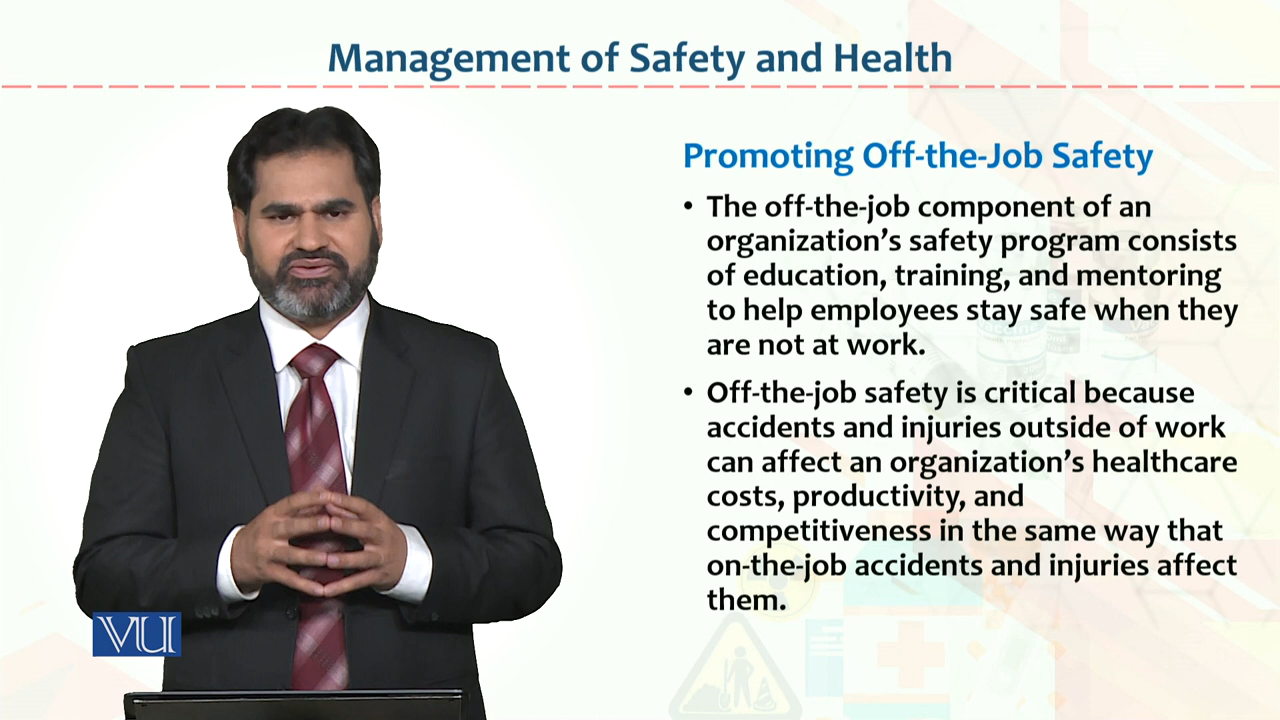 Management of Safety and Health
Promoting Off-the-Job Safety
• The off-the-job component of an
organization’s safety program consists
of education, training, and mentoring
to help employees stay safe when they
are not at work.
• Off-the-job safety is critical because
accidents and injuries outside of work
can affect an organization’s healthcare
costs, productivity, and
competitiveness in the same way that
on-the-job accidents and injuries affect
them.
VU